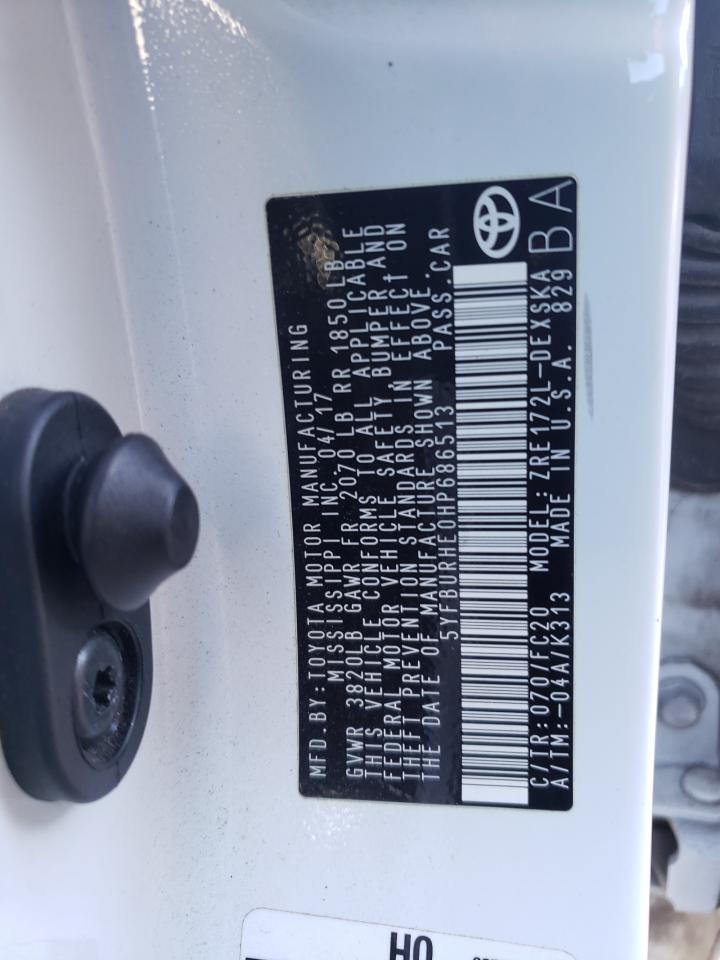 MFD. BY: TOYOTA MOTOR MANUFACTURING
MISSISSIPPI INC. 04/17
GVWR 3820LB GAWR FR 2070 LB RR 1850 LB
THIS VEHICLE CONFORMS TO ALL APPLICABLE
FEDERAL MOTOR VEHICLE SAFETY, BUMPER AND
THEFT PREVENTION STANDARDS IN EFFECT ON
THE DATE OF MANUFACTURE SHOWN ABOVE.
5YFBURHE0HP686513 PASS. CAR
C/TR: 070/FC20 MODEL: ZRE172L-DEXSKA
A/TM: -04A/K313 MADE IN U.S.A. 829
BA
HO